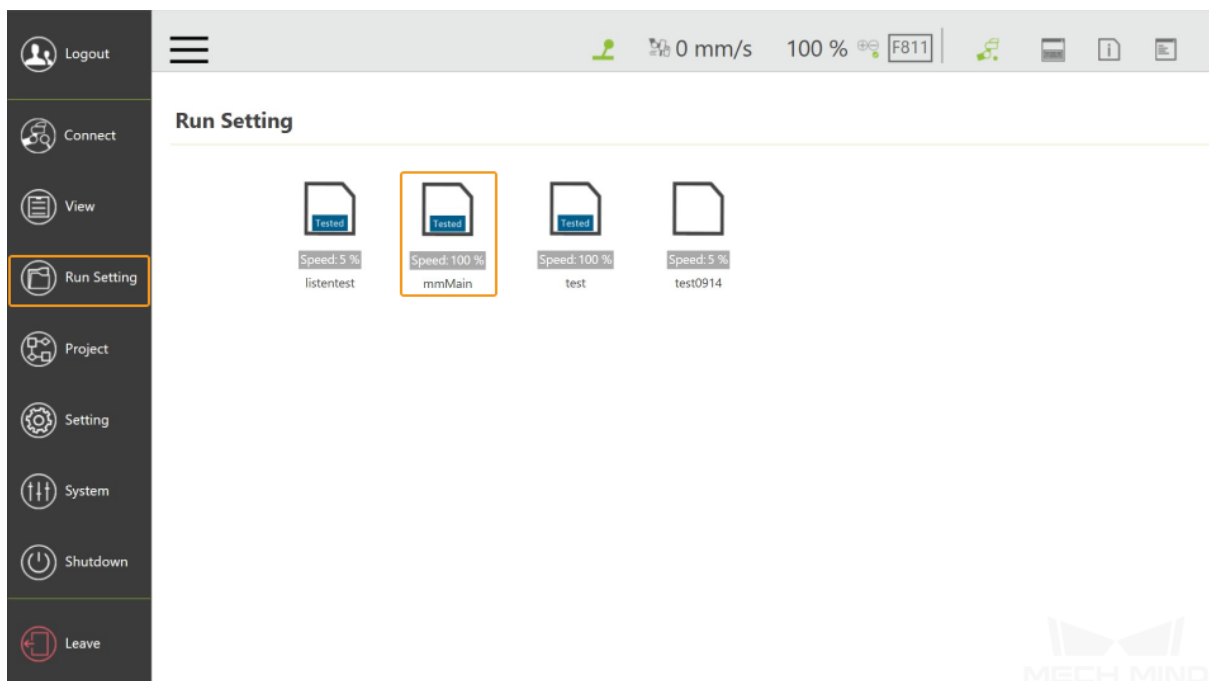 Logout
0 mm/s 100 % F811
Connect
View
Run Setting
Project
Setting
System
Shutdown
Leave
Run Setting
Tested
Speed: 5 %
listentest
Tested
Speed: 100 %
mmMain
Tested
Speed: 100 %
test
Speed: 5 %
test0914
MECH MIND